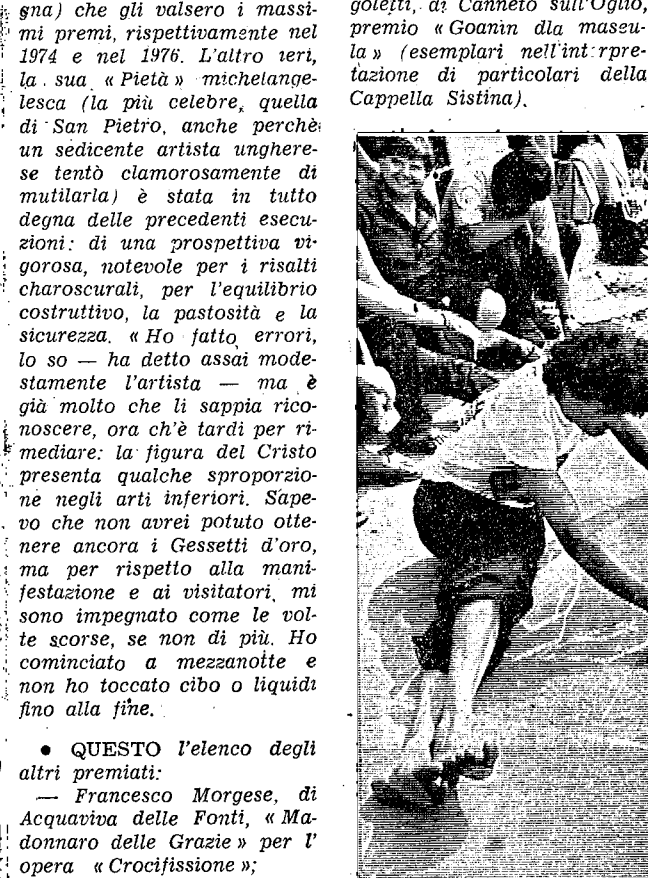 gna) che gli valsero i massi-
mi premi, rispettivamente nel
1974 e nel 1976. L'altro ieri,
la sua « Pietà » michelange-
lesca (la più celebre, quella
di San Pietro, anche perchè
un sedicente artista unghere-
se tentò clamorosamente di
mutilarla) è stata in tutto
degna delle precedenti esecu-
zioni: di una prospettiva vi-
gorosa, notevole per i risalti
charoscurali, per l'equilibrio
costruttivo, la pastosità e la
sicurezza. « Ho fatto errori,
lo so — ha detto assai mode-
stamente l'artista — ma è
già molto che li sappia rico-
noscere, ora ch'è tardi per ri-
mediare: la figura del Cristo
presenta qualche sproporzio-
ne negli arti inferiori. Sape-
vo che non avrei potuto otte-
nere ancora i Gessetti d'oro,
ma per rispetto alla mani-
festazione e ai visitatori mi
sono impegnato come le vol-
te scorse, se non di più. Ho
cominciato a mezzanotte e
non ho toccato cibo o liquidi
fino alla fine.
● QUESTO l'elenco degli
altri premiati:
— Francesco Morgese, di
Acquaviva delle Fonti, « Ma-
donnaro delle Grazie » per l'
opera « Crocifissione »;
goletti, di Canneto sull'Oglio,
premio « Goanin dla maseu-
la » (esemplari nell'interpre-
tazione di particolari della
Cappella Sistina).